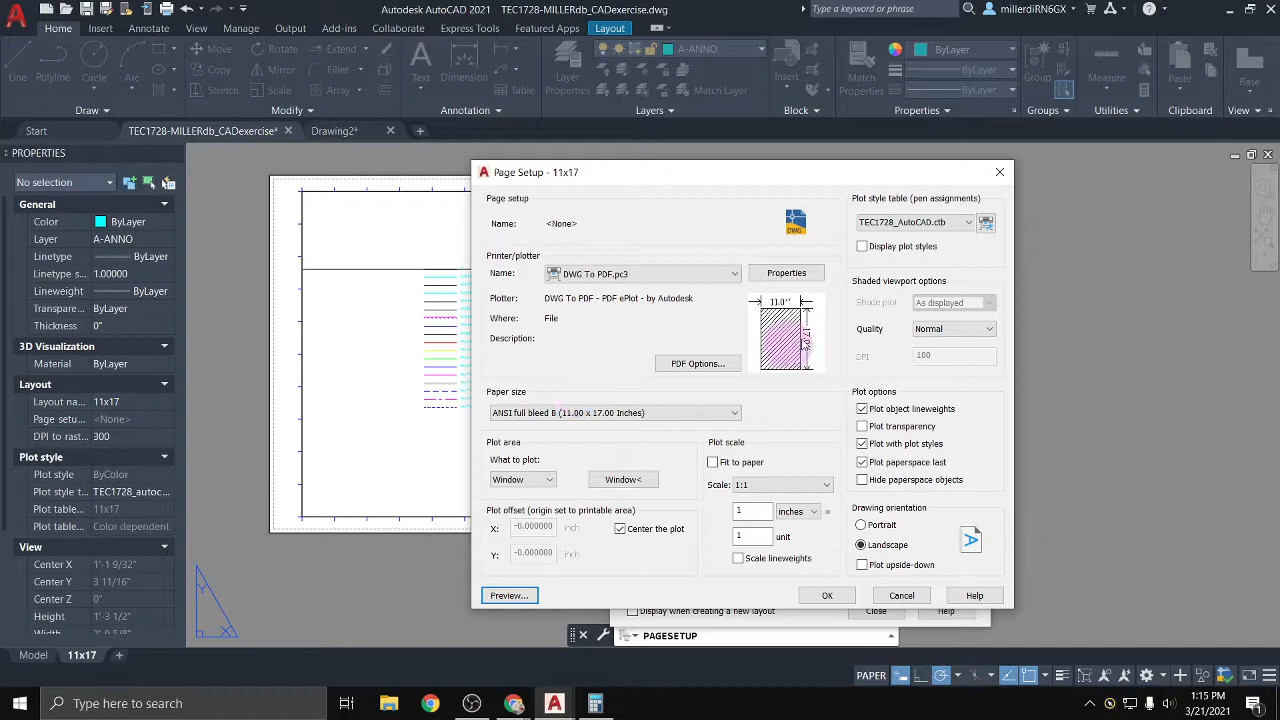 Autodesk AutoCAD 2021 TEC1728-MILLERdb_CADexercise.dwg
Type a keyword or phrase
millerdiRN6GX
Home Insert Annotate Parametric View Manage Output Add-ins Collaborate Express Tools Featured Apps Layout
Line Polyline Circle Arc
Move Rotate Extend
Copy Mirror Fillet
Stretch Scale Array
Text Dimension
Layer Properties
A-ANNO
Match Layer
Insert
Match Properties
ByLayer
ByLayer
ByLayer
Group
Measure
Paste
Base
Draw Modify Annotation Layers Block Properties Groups Utilities Clipboard View
Start TEC1728-MILLERdb_CADexercise* Drawing2*
PROPERTIES
No selection
General
Color ByLayer
Layer A-ANNO
Linetype ByLayer
Linetype s... 1.00000
Lineweight ByLayer
Transparency ByLayer
Thickness 0"
3D Visualization
Material ByLayer
Layout
Layout na... 11x17
Page setu... <None>
DPI to rast... 300
Plot style
Plot style ByColor
Plot style t... TEC1728_autoc...
Plot table... 11x17
Plot table... Color dependent
View
Center X 1'-1 9/32"
Center Y 3 11/16"
Center Z 0"
Height 1'-3 1/2"
Width 2'-9 5/8"
Y
X
Page Setup - 11x17
Page setup
Name: <None>
DWG
Printer/plotter
Name: DWG To PDF.pc3 Properties
Plotter: DWG To PDF - PDF ePlot - by Autodesk
Where: File
Description:
PDF Options...
11.0''
Paper size
ANSI full bleed B (11.00 x 17.00 Inches)
Plot area
What to plot:
Window Window<
Plot offset (origin set to printable area)
X: -0.000000 inch Center the plot
Y: -0.000000 inch
Plot scale
Fit to paper
Scale: 1:1
1 inches =
1 unit
Scale lineweights
Plot style table (pen assignments)
TEC1728_AutoCAD.ctb
Display plot styles
Shaded viewport options
Shade plot As displayed
Quality Normal
DPI 100
Plot options
Plot object lineweights
Plot transparency
Plot with plot styles
Plot paperspace last
Hide paperspace objects
Drawing orientation
Portrait
Landscape
Plot upside-down
A
Preview... OK Cancel Help
Display when creating a new layout Close Help
PAGESETUP
Model 11x17
PAPER
Type here to search
1:15 PM
3/21/2021